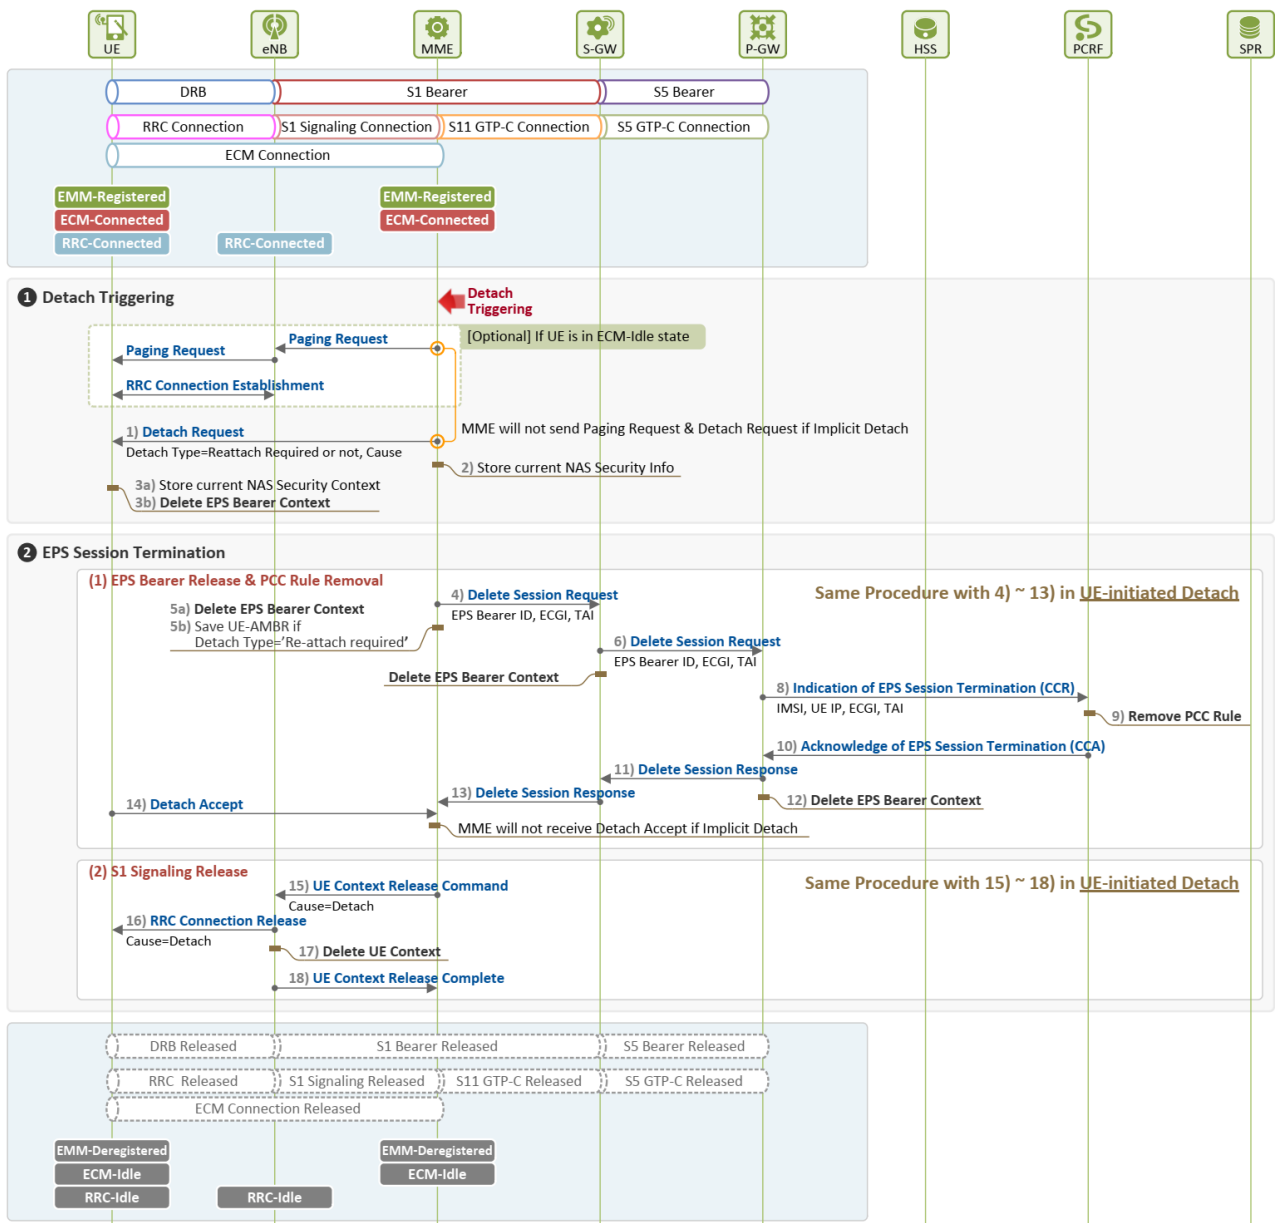 UE
eNB
MME
S-GW
P-GW
HSS
PCRF
SPR
DRB
S1 Bearer
S5 Bearer
RRC Connection
S1 Signaling Connection
S11 GTP-C Connection
S5 GTP-C Connection
ECM Connection
EMM-Registered
EMM-Registered
ECM-Connected
ECM-Connected
RRC-Connected
RRC-Connected
1 Detach Triggering
Detach
Triggering
[Optional] If UE is in ECM-Idle state
Paging Request
Paging Request
RRC Connection Establishment
MME will not send Paging Request & Detach Request if Implicit Detach
1) Detach Request
Detach Type=Reattach Required or not, Cause
2) Store current NAS Security Info
3a) Store current NAS Security Context
3b) Delete EPS Bearer Context
2 EPS Session Termination
(1) EPS Bearer Release & PCC Rule Removal
Same Procedure with 4) ~ 13) in UE-initiated Detach
4) Delete Session Request
EPS Bearer ID, ECGI, TAI
5a) Delete EPS Bearer Context
5b) Save UE-AMBR if
Detach Type='Re-attach required'
6) Delete Session Request
EPS Bearer ID, ECGI, TAI
Delete EPS Bearer Context
8) Indication of EPS Session Termination (CCR)
IMSI, UE IP, ECGI, TAI
9) Remove PCC Rule
10) Acknowledge of EPS Session Termination (CCA)
11) Delete Session Response
12) Delete EPS Bearer Context
13) Delete Session Response
14) Detach Accept
MME will not receive Detach Accept if Implicit Detach
(2) S1 Signaling Release
Same Procedure with 15) ~ 18) in UE-initiated Detach
15) UE Context Release Command
Cause=Detach
16) RRC Connection Release
Cause=Detach
17) Delete UE Context
18) UE Context Release Complete
DRB Released
S1 Bearer Released
S5 Bearer Released
RRC Released
S1 Signaling Released
S11 GTP-C Released
S5 GTP-C Released
ECM Connection Released
EMM-Deregistered
EMM-Deregistered
ECM-Idle
ECM-Idle
RRC-Idle
RRC-Idle